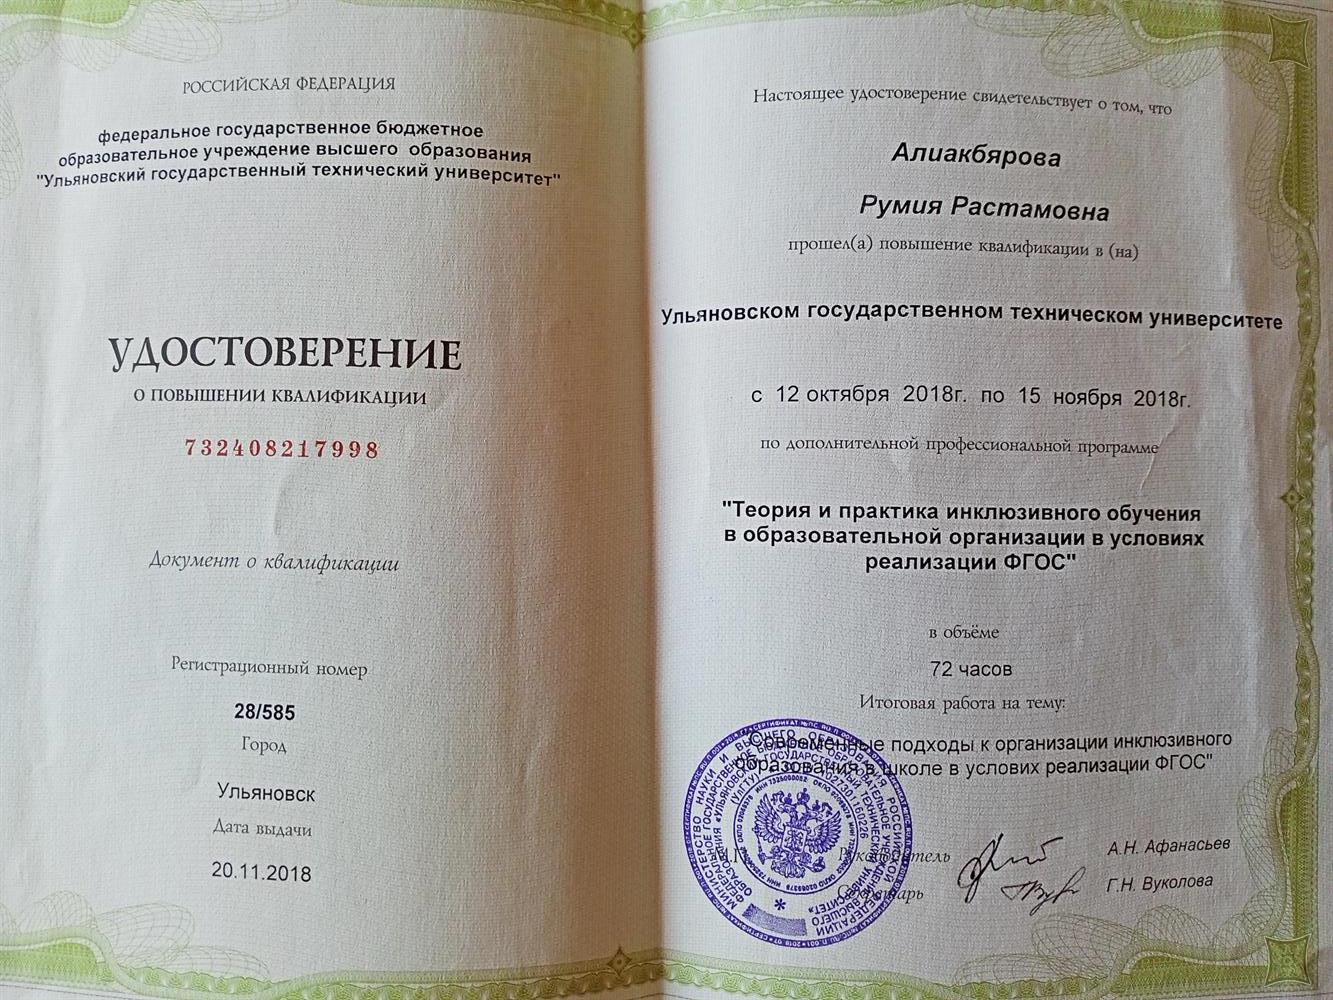 РОССИЙСКАЯ ФЕДЕРАЦИЯ
федеральное государственное бюджетное
образовательное учреждение высшего образования
"Ульяновский государственный технический университет"
УДОСТОВЕРЕНИЕ
О ПОВЫШЕНИИ КВАЛИФИКАЦИИ
732408217998
Документ о квалификации
Регистрационный номер
28/585
Город
Ульяновск
Дата выдачи
20.11.2018
Настоящее удостоверение свидетельствует о том, что
Алиакбярова
Румия Растамовна
прошел(а) повышение квалификации в (на)
Ульяновском государственном техническом университете
с 12 октября 2018г. по 15 ноября 2018г.
по дополнительной профессиональной программе
"Теория и практика инклюзивного обучения
в образовательной организации в условиях
реализации ФГОС"
в объёме
72 часов
Итоговая работа на тему:
Современные подходы к организации инклюзивного
образования в школе в услових реализации ФГОС"
Руководитель
А.Н. Афанасьев
Секретарь
Г.Н. Вуколова